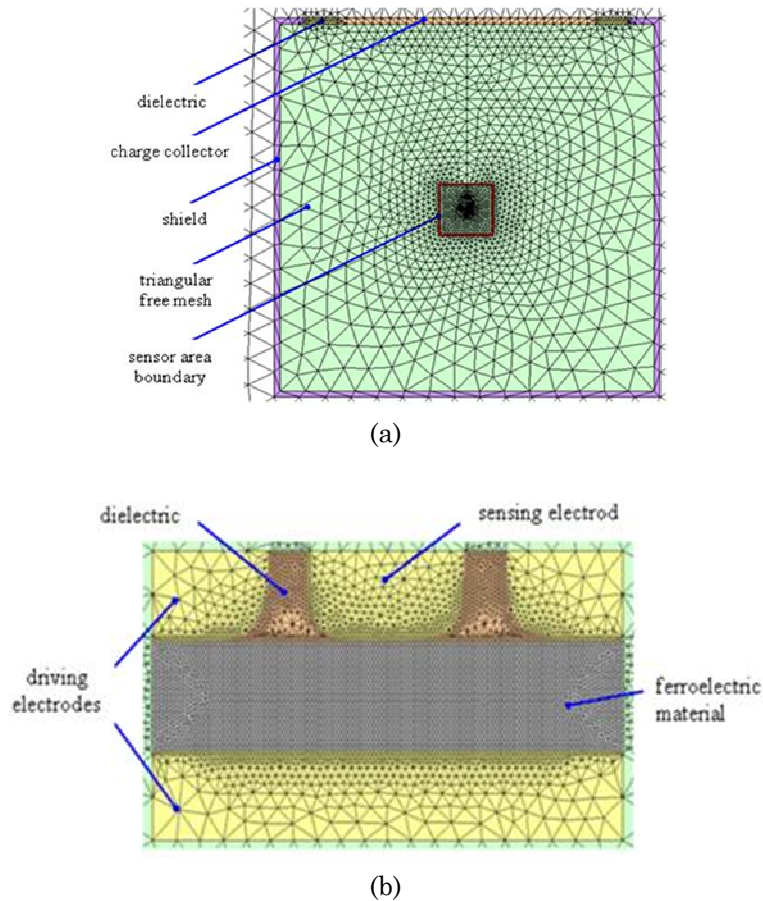 dielectric
charge collector
shield
triangular
free mesh
sensor area
boundary
(a)
dielectric
sensing electrod
driving
electrodes
ferroelectric
material
(b)